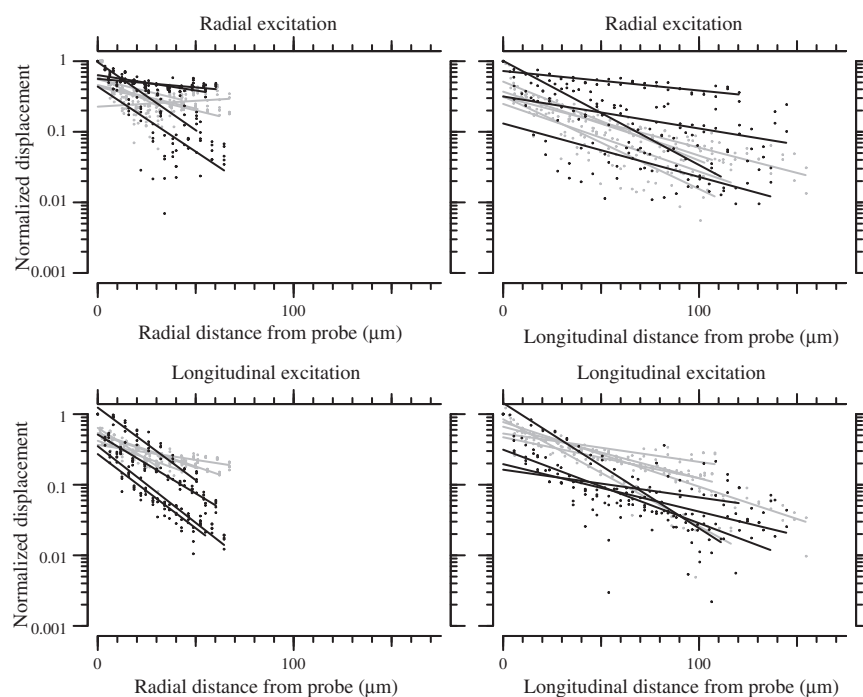 Radial excitation
Radial excitation
Normalized displacement
1
0.1
0.01
0.001
0
100
0
100
Radial distance from probe (μm)
Longitudinal distance from probe (μm)
Longitudinal excitation
Longitudinal excitation
Normalized displacement
1
0.1
0.01
0.001
0
100
0
100
Radial distance from probe (μm)
Longitudinal distance from probe (μm)